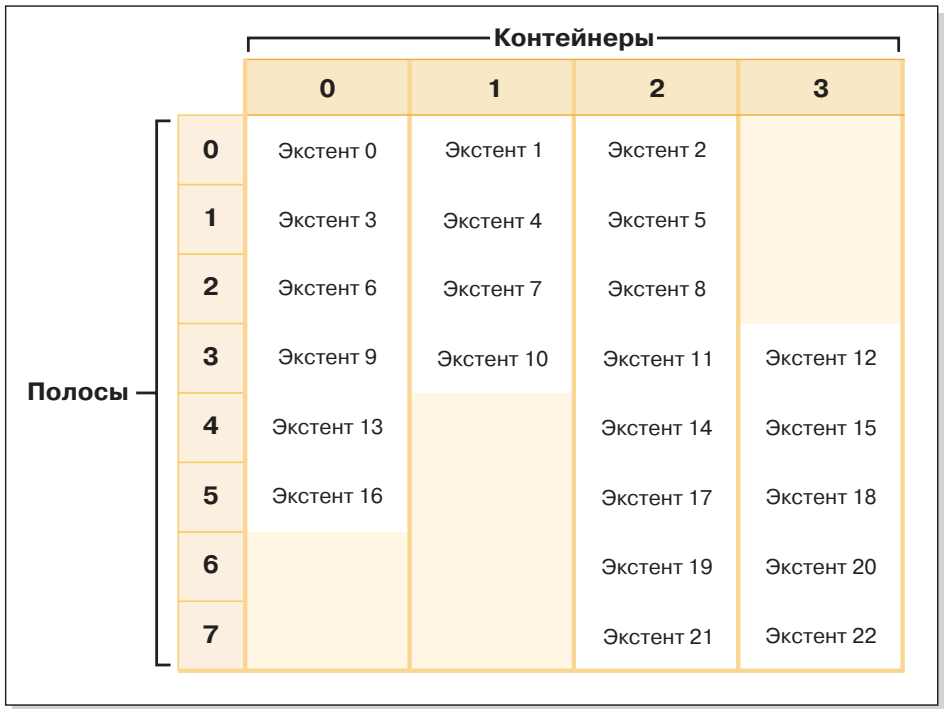 Контейнеры
0 1 2 3
0 Экстент 0 Экстент 1 Экстент 2
1 Экстент 3 Экстент 4 Экстент 5
2 Экстент 6 Экстент 7 Экстент 8
3 Экстент 9 Экстент 10 Экстент 11 Экстент 12
Полосы
4 Экстент 13 Экстент 14 Экстент 15
5 Экстент 16 Экстент 17 Экстент 18
6 Экстент 19 Экстент 20
7 Экстент 21 Экстент 22